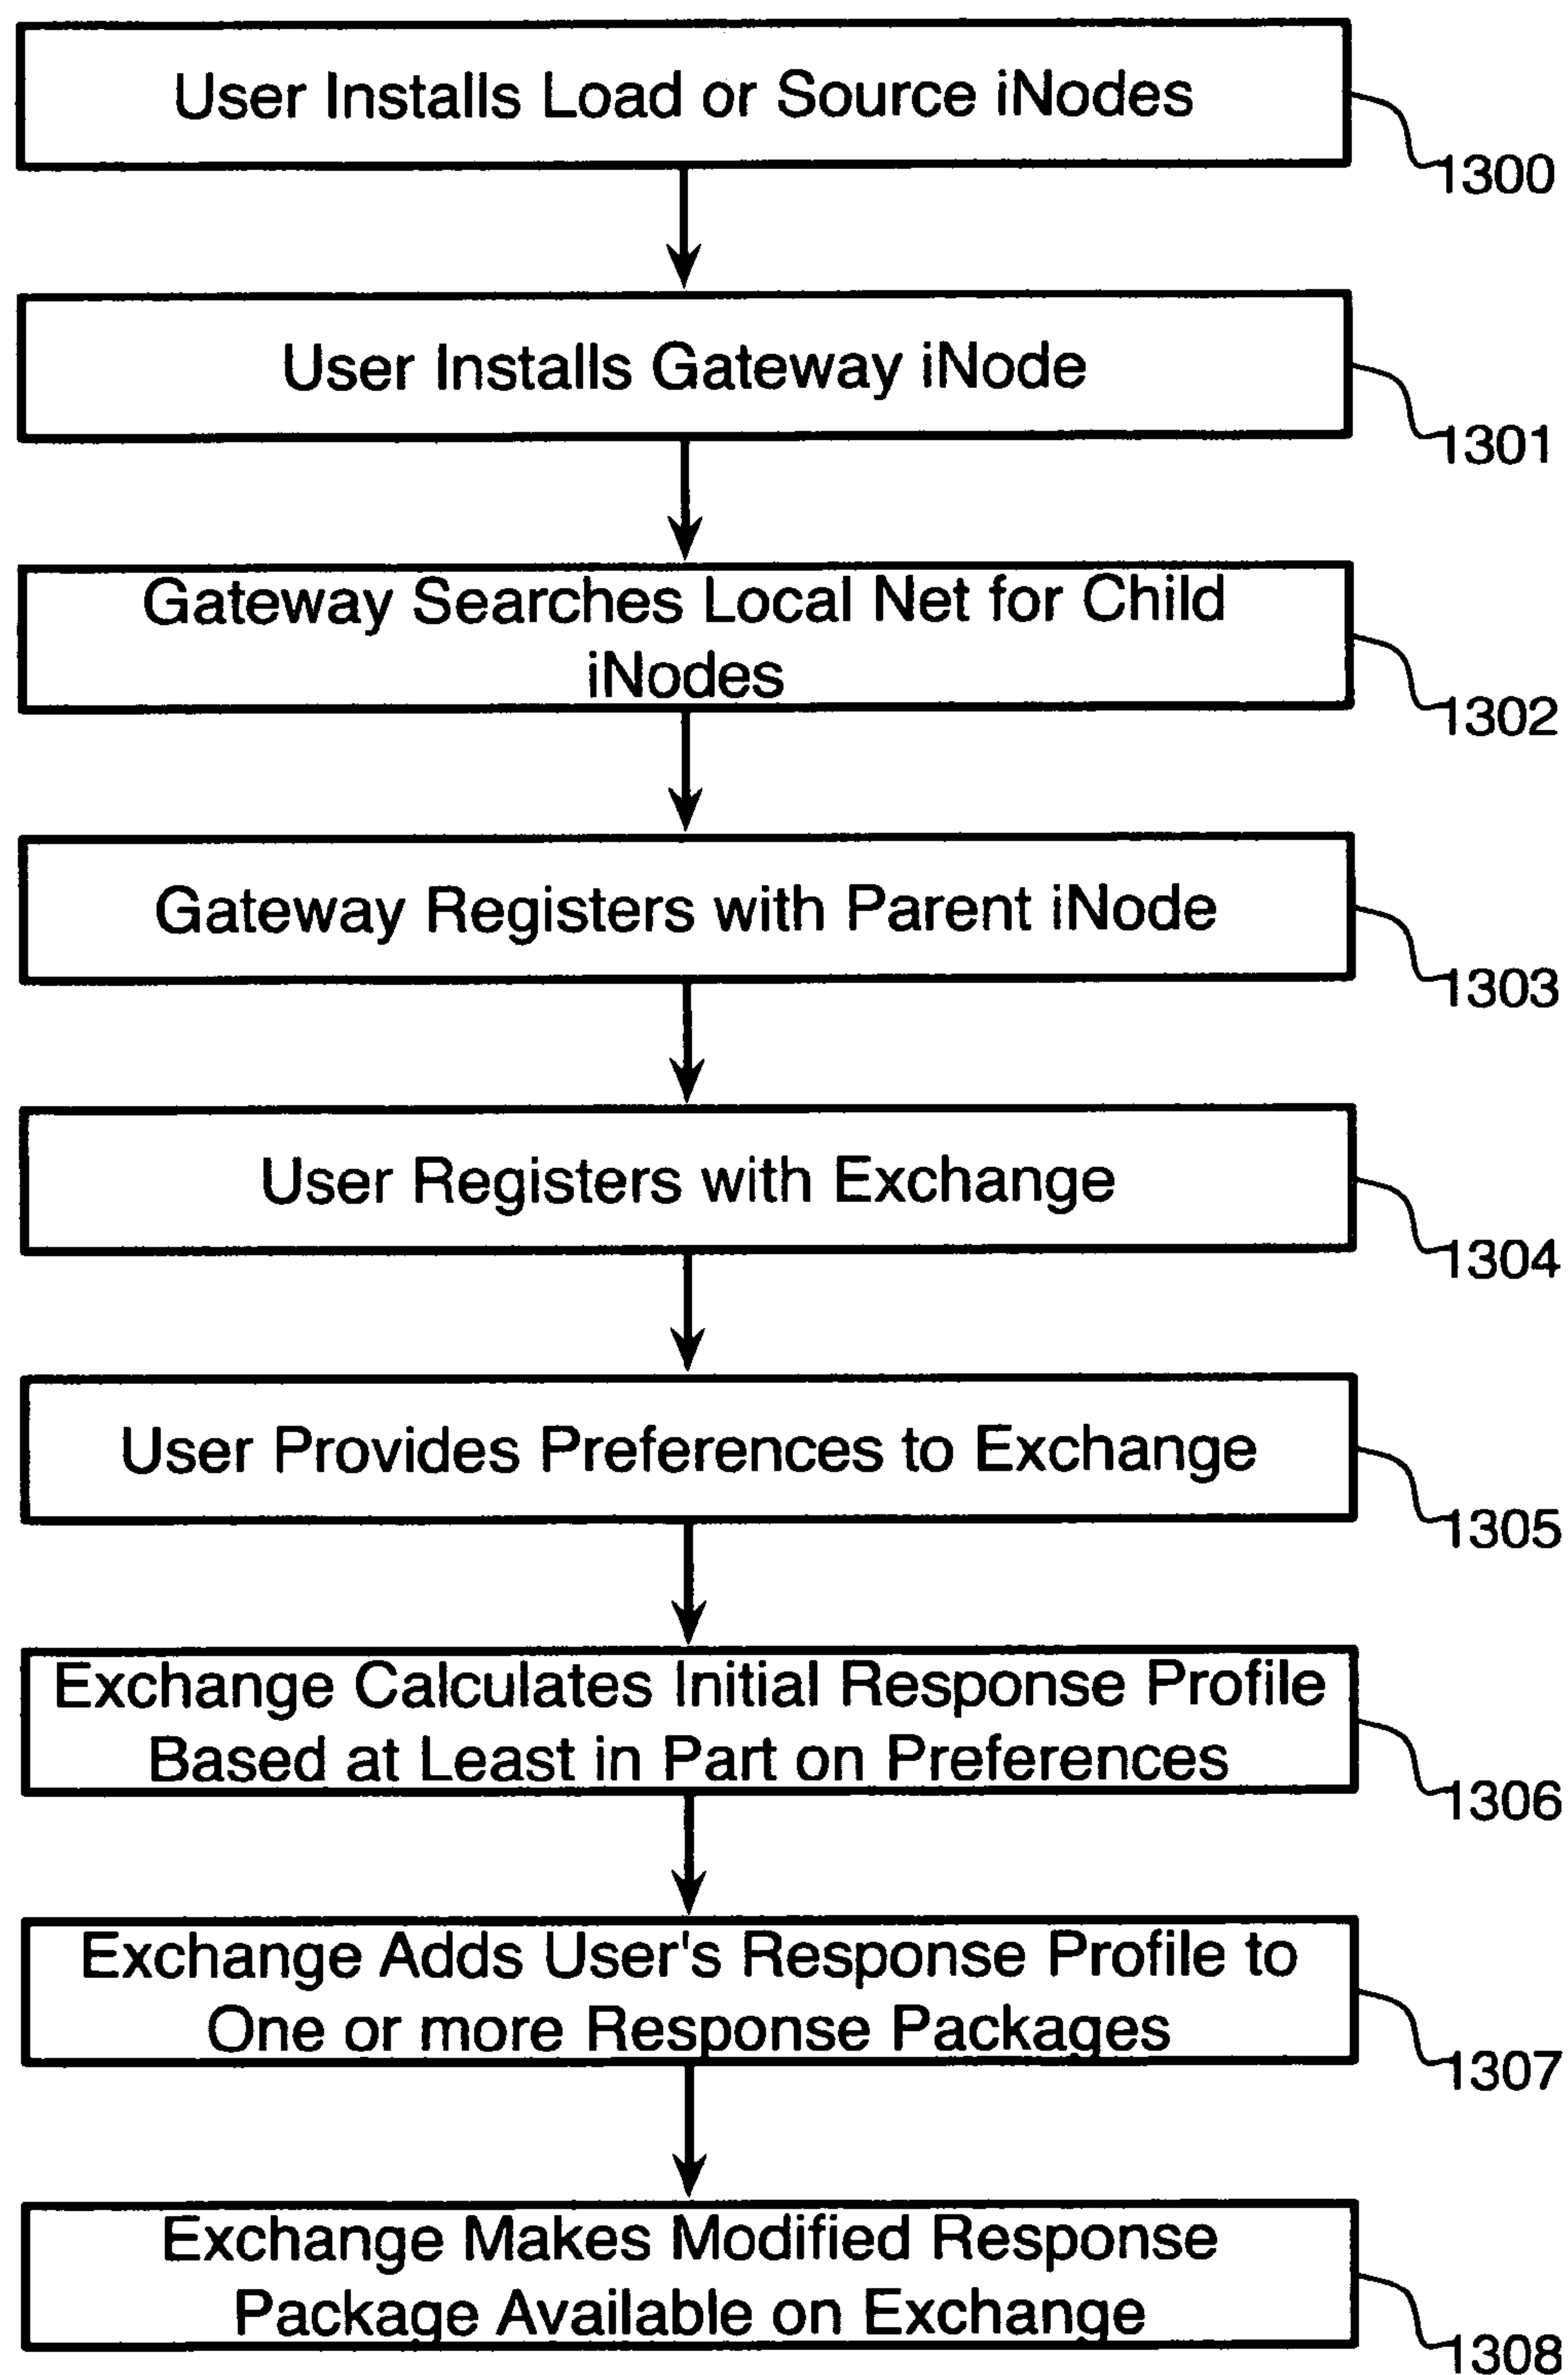 User Installs Load or Source iNodes
1300
User Installs Gateway iNode
1301
Gateway Searches Local Net for Child
iNodes
1302
Gateway Registers with Parent iNode
1303
User Registers with Exchange
1304
User Provides Preferences to Exchange
1305
Exchange Calculates Initial Response Profile
Based at Least in Part on Preferences
1306
Exchange Adds User's Response Profile to
One or more Response Packages
1307
Exchange Makes Modified Response
Package Available on Exchange
1308